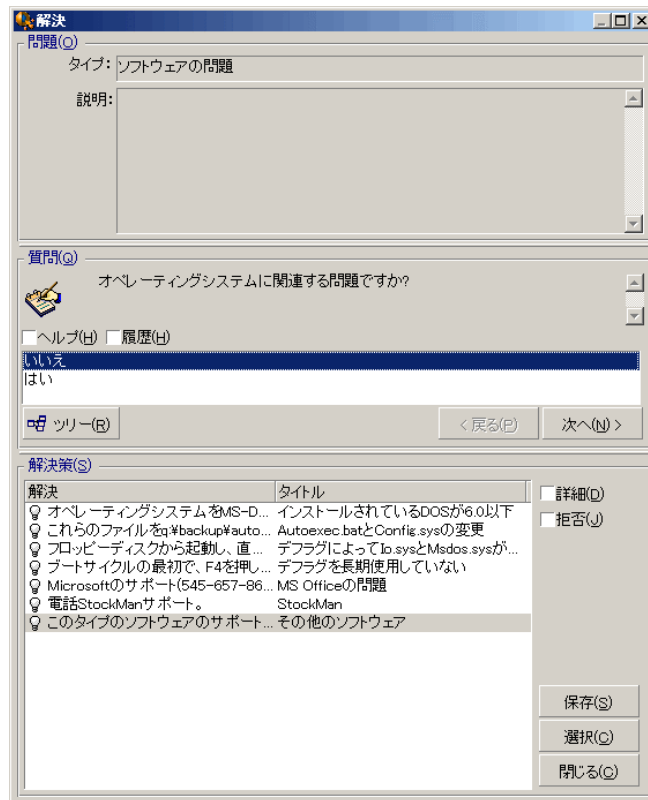 解決
問題(O)
タイプ: ソフトウェアの問題
説明:
質問(Q)
オペレーティングシステムに関連する問題ですか?
ヘルプ(H) 履歴(H)
いいえ
はい
ツリー(R) < 戻る(P) 次へ(N) >
解決策(S)
解決 タイトル
オペレーティングシステムをMS-D... インストールされているDOSが6.0以下
これらのファイルをq:¥backup¥auto... Autoexec.batとConfig.sysの変更
フロッピーディスクから起動し、直... デフラグによってIo.sysとMsdos.sysが...
ブートサイクルの最初で、F4を押し... デフラグを長期使用していない
Microsoftのサポート(545-657-86... MS Officeの問題
電話StockManサポート。 StockMan
このタイプのソフトウェアのサポート... その他のソフトウェア
詳細(D)
拒否(J)
保存(S)
選択(C)
閉じる(C)